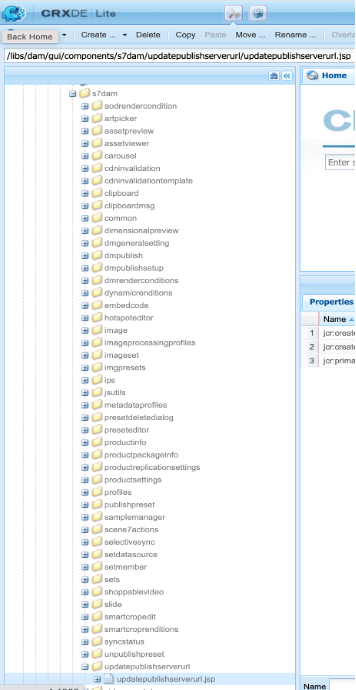 CRXDE | Lite
Back Home
Create ... Delete Copy Paste Move ... Rename ... Overla
/libs/dam/gui/components/s7dam/updatepublishserverurl/updatepublishserverurl.jsp
Home
s7dam
aodrendercondition
artpicker
assetpreview
assetviewer
carousel
cdninvalidation
cdninvalidationtemplate
clipboard
clipboardmsg
common
dimensionalpreview
dmgeneralsetting
dmpublish
dmpublishsetup
dmrenderconditions
dynamicrenditions
embedcode
hotspoteditor
image
imageprocessingprofiles
imageset
imgpresets
ips
jsutils
metadataprofiles
presetdeletedialog
preseteditor
productinfo
productpackageinfo
productreplicationsettings
productsettings
profiles
publishpreset
samplemanager
scene7actions
selectivesync
setdatasource
setmember
sets
shoppablevideo
slide
smartcropedit
smartcroprenditions
syncstatus
unpublishpreset
updatepublishserverurl
updatepublishserverurl.jsp
C
Enter s
Properties
Name
1 jcr:create
2 jcr:create
3 jcr:prima
Name